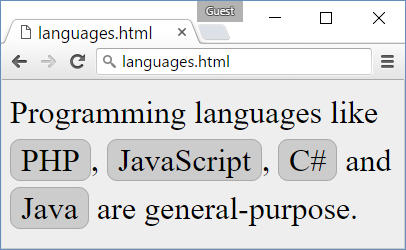 Guest
languages.html
languages.html
Programming languages like
PHP, JavaScript, C# and
Java are general-purpose.